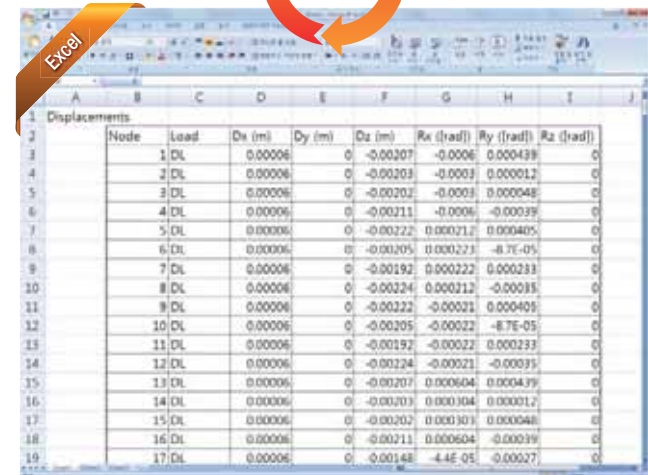 Excel
A B C D E F G H I J
1 Displacements
2 Node Load Dx (m) Dy (m) Dz (m) Rx ([rad]) Ry ([rad]) Rz ([rad])
3 1 DL 0.00006 0 -0.00207 -0.0006 0.000439 0
4 2 DL 0.00006 0 -0.00203 -0.0003 0.000012 0
5 3 DL 0.00006 0 -0.00202 -0.0003 0.000048 0
6 4 DL 0.00006 0 -0.00211 -0.0006 -0.00039 0
7 5 DL 0.00006 0 -0.00222 0.000212 0.000405 0
8 6 DL 0.00006 0 -0.00205 0.000223 -8.7E-05 0
9 7 DL 0.00006 0 -0.00192 0.000222 0.000233 0
10 8 DL 0.00006 0 -0.00224 0.000212 -0.00035 0
11 9 DL 0.00006 0 -0.00222 -0.00021 0.000405 0
12 10 DL 0.00006 0 -0.00205 -0.00022 -8.7E-05 0
13 11 DL 0.00006 0 -0.00192 -0.00022 0.000233 0
14 12 DL 0.00006 0 -0.00224 -0.00021 -0.00035 0
15 13 DL 0.00006 0 -0.00207 0.000604 0.000439 0
16 14 DL 0.00006 0 -0.00203 0.000304 0.000012 0
17 15 DL 0.00006 0 -0.00202 0.000303 0.000048 0
18 16 DL 0.00006 0 -0.00211 0.000604 -0.00039 0
19 17 DL 0.00006 0 -0.00148 -4.4E-05 -0.00027 0